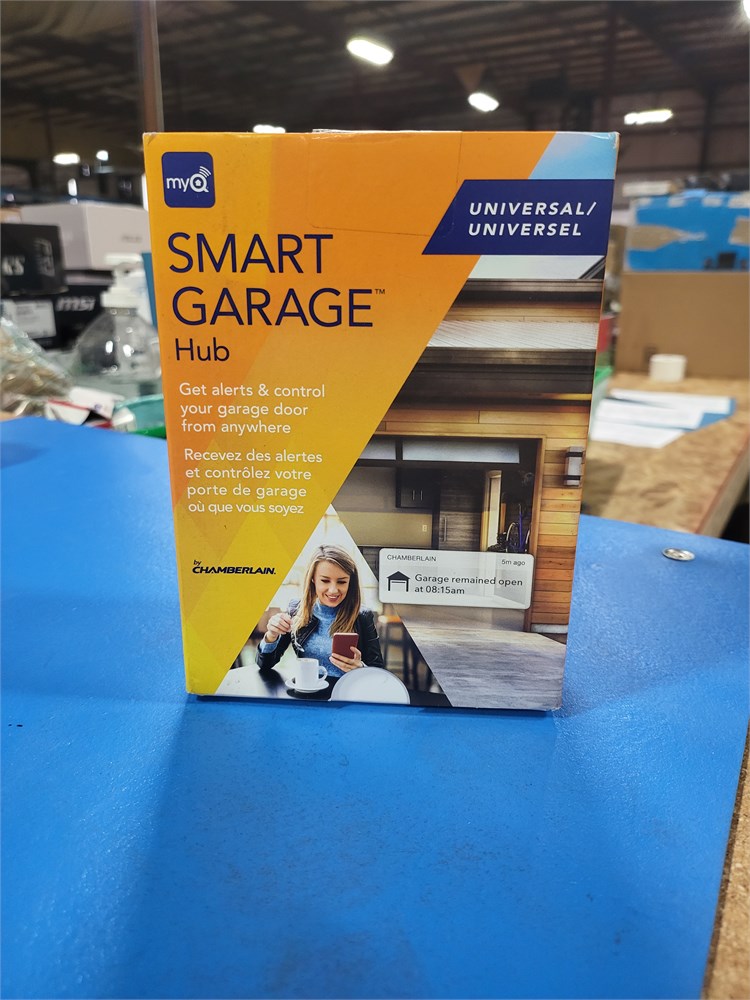 myQ
UNIVERSAL/
UNIVERSEL
SMART
GARAGE™
Hub
Get alerts & control
your garage door
from anywhere
Recevez des alertes
et contrôlez votre
porte de garage
où que vous soyez
by
CHAMBERLAIN.
CHAMBERLAIN 5m ago
Garage remained open
at 08:15am
msi